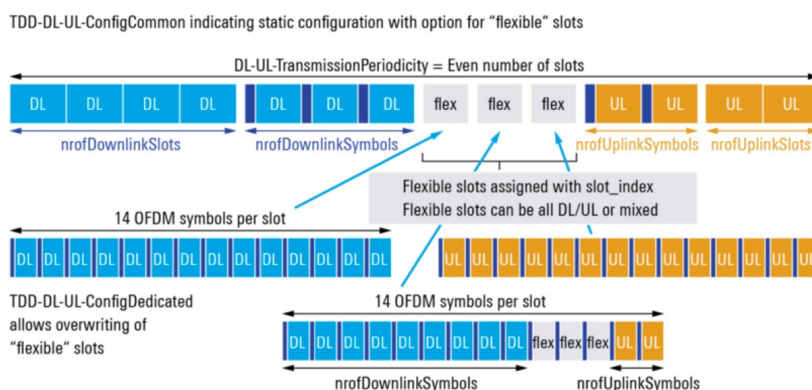 TDD-DL-UL-ConfigCommon indicating static configuration with option for “flexible“ slots
DL-UL-TransmissionPeriodicity = Even number of slots
DL DL DL DL DL DL DL flex flex flex UL UL UL UL
nrofDownlinkSlots nrofDownlinkSymbols nrofUplinkSymbols nrofUplinkSlots
Flexible slots assigned with slot_index
Flexible slots can be all DL/UL or mixed
14 OFDM symbols per slot
DL DL DL DL DL DL DL DL DL DL DL DL DL DL UL UL UL UL UL UL UL UL UL UL UL UL UL UL
TDD-DL-UL-ConfigDedicated
allows overwriting of
“flexible“ slots
14 OFDM symbols per slot
DL DL DL DL DL DL DL DL DL flex flex flex UL UL
nrofDownlinkSymbols nrofUplinkSymbols